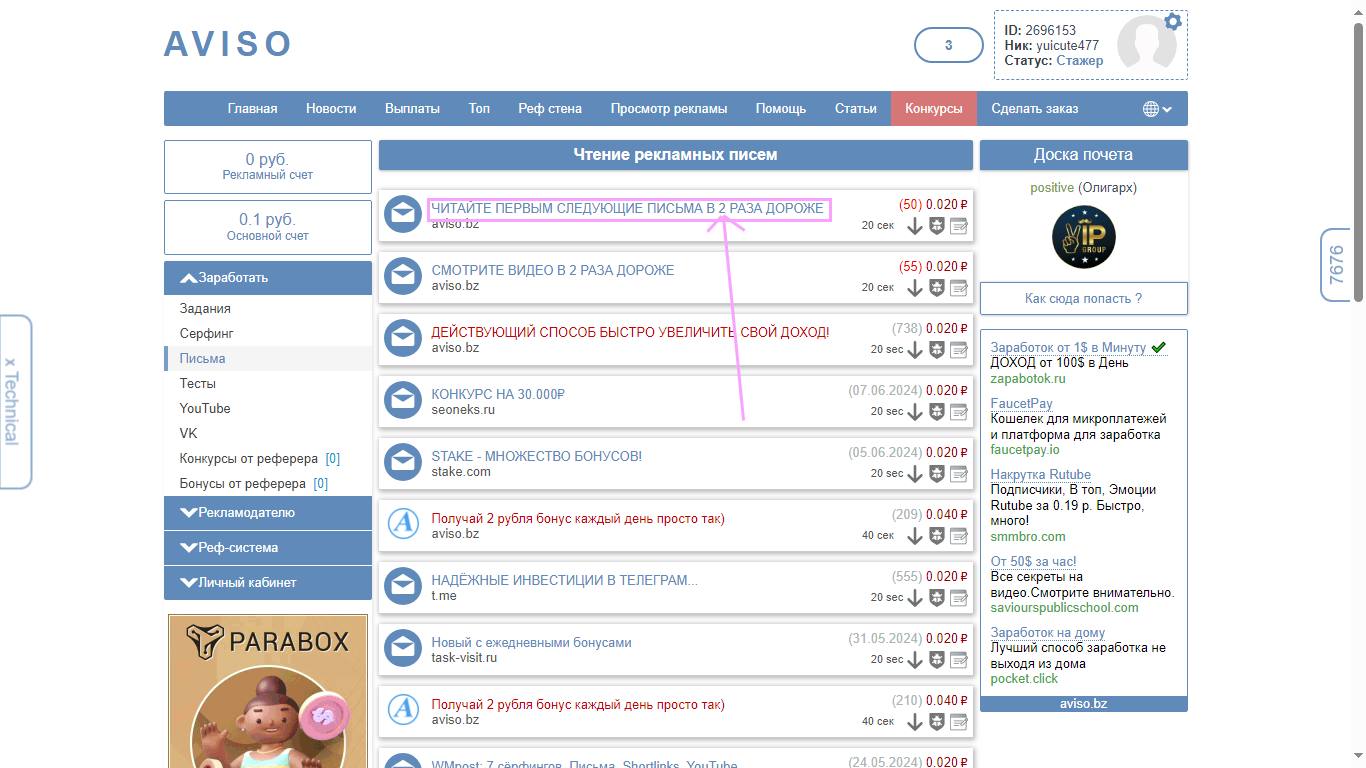 AVISO
3
ID: 2696153
Ник: yuicute477
Статус: Стажер
Главная Новости Выплаты Топ Реф стена Просмотр рекламы Помощь Статьи Конкурсы Сделать заказ
0 руб.
Рекламный счет
0.1 руб.
Основной счет
Заработать
Задания
Серфинг
Письма
Тесты
YouTube
VK
Конкурсы от реферера [0]
Бонусы от реферера [0]
Рекламодателю
Реф-система
Личный кабинет
PARABOX
x Technical
Чтение рекламных писем
ЧИТАЙТЕ ПЕРВЫМ СЛЕДУЮЩИЕ ПИСЬМА В 2 РАЗА ДОРОЖЕ (50) 0.020 ₽
aviso.bz 20 сек
СМОТРИТЕ ВИДЕО В 2 РАЗА ДОРОЖЕ (55) 0.020 ₽
aviso.bz 20 сек
ДЕЙСТВУЮЩИЙ СПОСОБ БЫСТРО УВЕЛИЧИТЬ СВОЙ ДОХОД! (738) 0.020 ₽
aviso.bz 20 sec
КОНКУРС НА 30.000₽ (07.06.2024) 0.020 ₽
seoneks.ru 20 sec
STAKE - МНОЖЕСТВО БОНУСОВ! (05.06.2024) 0.020 ₽
stake.com 20 sec
Получай 2 рубля бонус каждый день просто так) (209) 0.040 ₽
aviso.bz 40 сек
НАДЁЖНЫЕ ИНВЕСТИЦИИ В ТЕЛЕГРАМ... (555) 0.020 ₽
t.me 20 sec
Новый с ежедневными бонусами (31.05.2024) 0.020 ₽
task-visit.ru 20 sec
Получай 2 рубля бонус каждый день просто так) (210) 0.040 ₽
aviso.bz 40 сек
WMpost: 7 сёрфингов, Письма, Shortlinks, YouTube (24.05.2024) 0.020 ₽
Доска почета
positive (Олигарх)
VIP
GROUP
Как сюда попасть ?
Заработок от 1$ в Минуту
ДОХОД от 100$ в День
zapabotok.ru
FaucetPay
Кошелек для микроплатежей
и платформа для заработка
faucetpay.io
Накрутка Rutube
Подписчики, В топ, Эмоции
Rutube за 0.19 р. Быстро,
много!
smmbro.com
От 50$ за час!
Все секреты на
видео.Смотрите внимательно.
saviourspublicschool.com
Заработок на дому
Лучший способ заработка не
выходя из дома
pocket.click
aviso.bz
7676